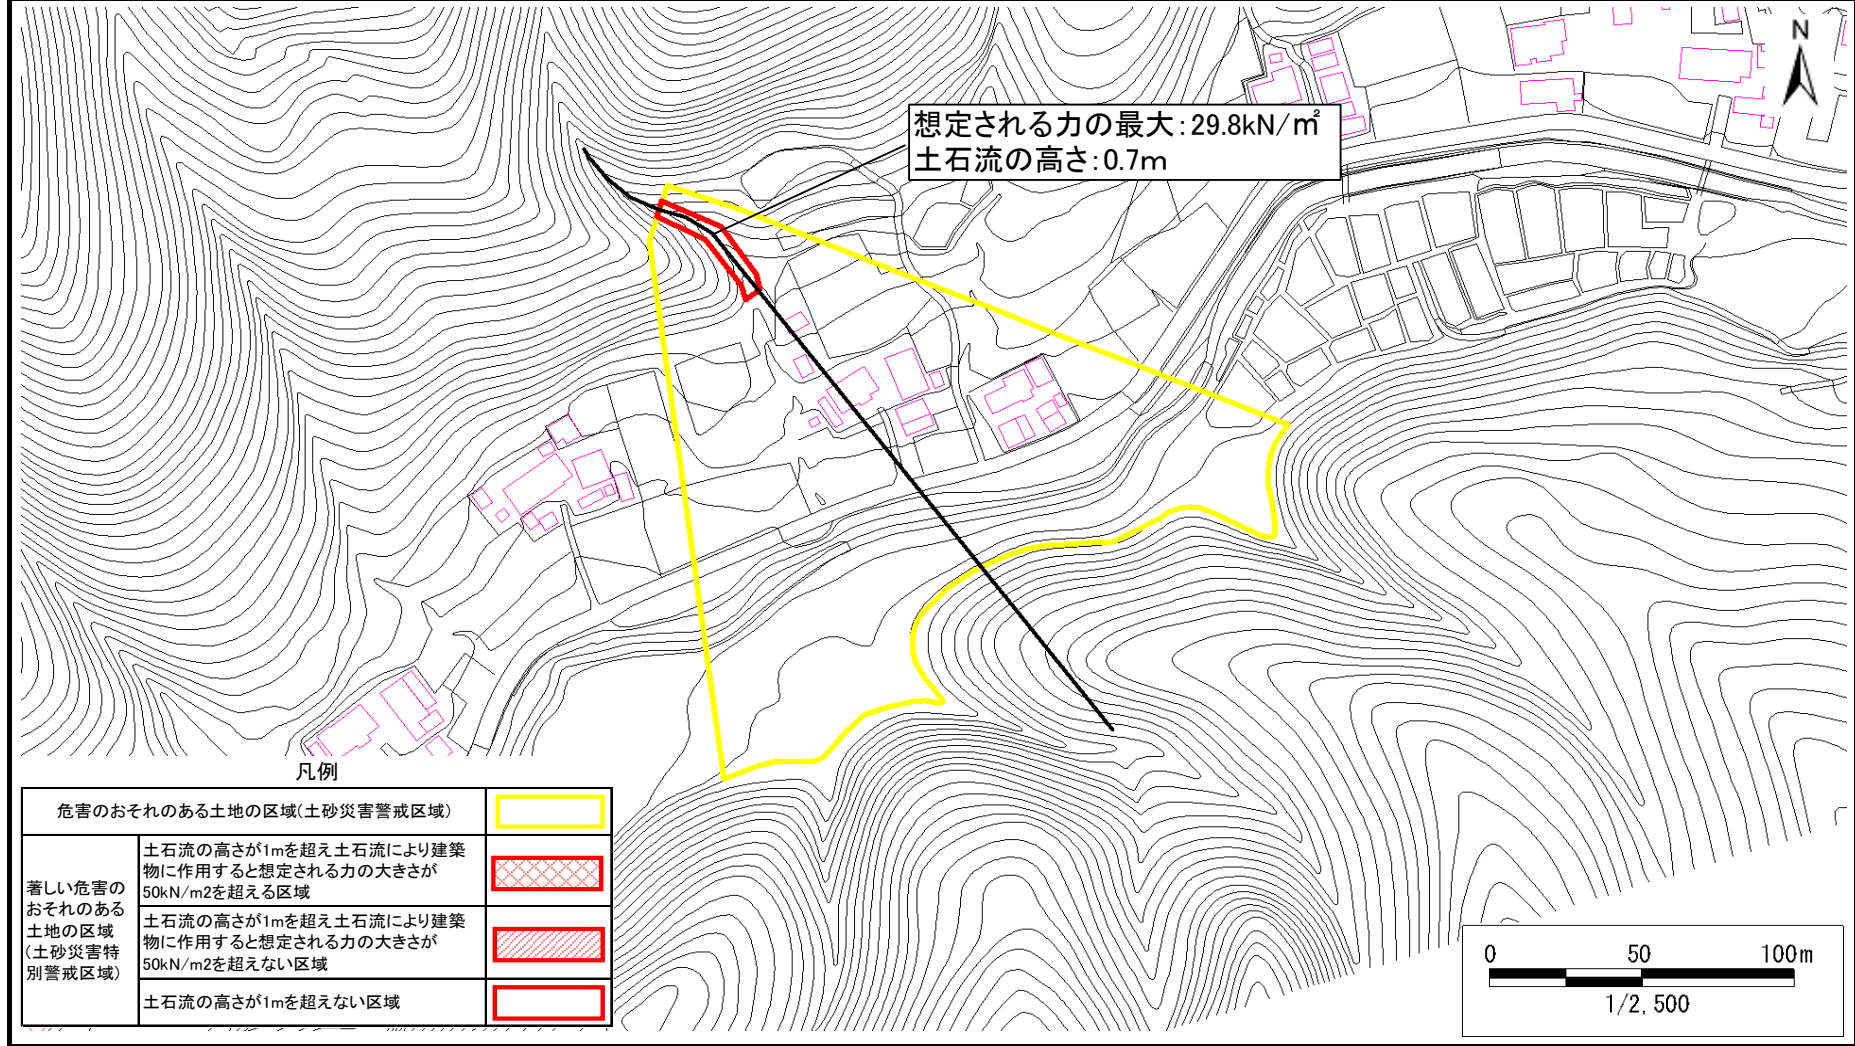 N
想定される力の最大:29.8kN/㎡
土石流の高さ:0.7m
凡例
危害のおそれのある土地の区域(土砂災害警戒区域)
著しい危害の
おそれのある
土地の区域
(土砂災害特
別警戒区域)
土石流の高さが1mを超え土石流により建築
物に作用すると想定される力の大きさが
50kN/m2を超える区域
土石流の高さが1mを超え土石流により建築
物に作用すると想定される力の大きさが
50kN/m2を超えない区域
土石流の高さが1mを超えない区域
0 50 100m
1/2,500